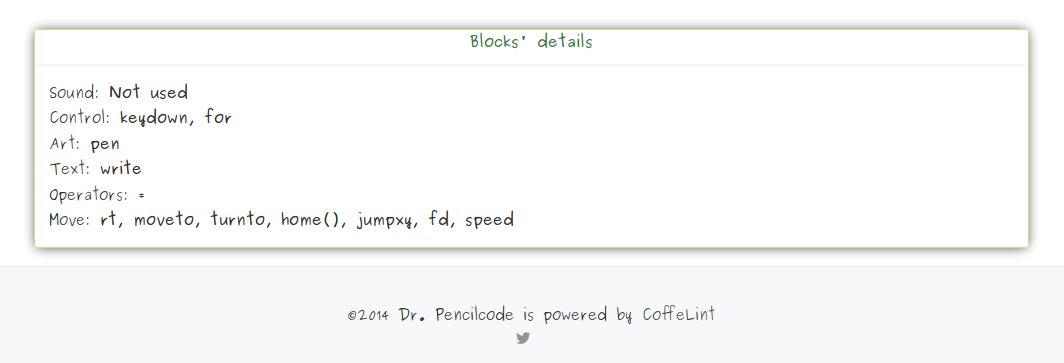 Blocks' details
Sound: Not used
Control: keydown, for
Art: pen
Text: write
Operators: =
Move: rt, moveto, turnto, home(), jumpxy, fd, speed
©2014 Dr. Pencilcode is powered by CoffeLint